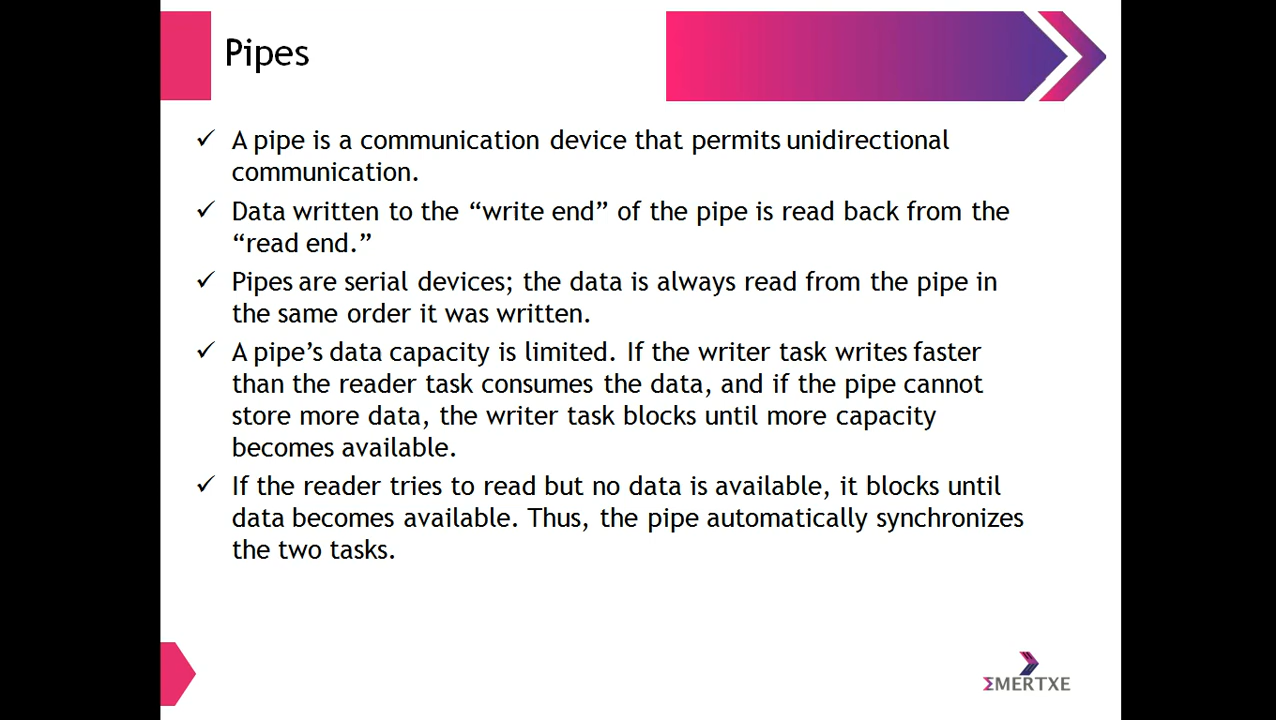 Pipes
✓ A pipe is a communication device that permits unidirectional
communication.
✓ Data written to the “write end” of the pipe is read back from the
“read end.”
✓ Pipes are serial devices; the data is always read from the pipe in
the same order it was written.
✓ A pipe’s data capacity is limited. If the writer task writes faster
than the reader task consumes the data, and if the pipe cannot
store more data, the writer task blocks until more capacity
becomes available.
✓ If the reader tries to read but no data is available, it blocks until
data becomes available. Thus, the pipe automatically synchronizes
the two tasks.
ΣMERTXE